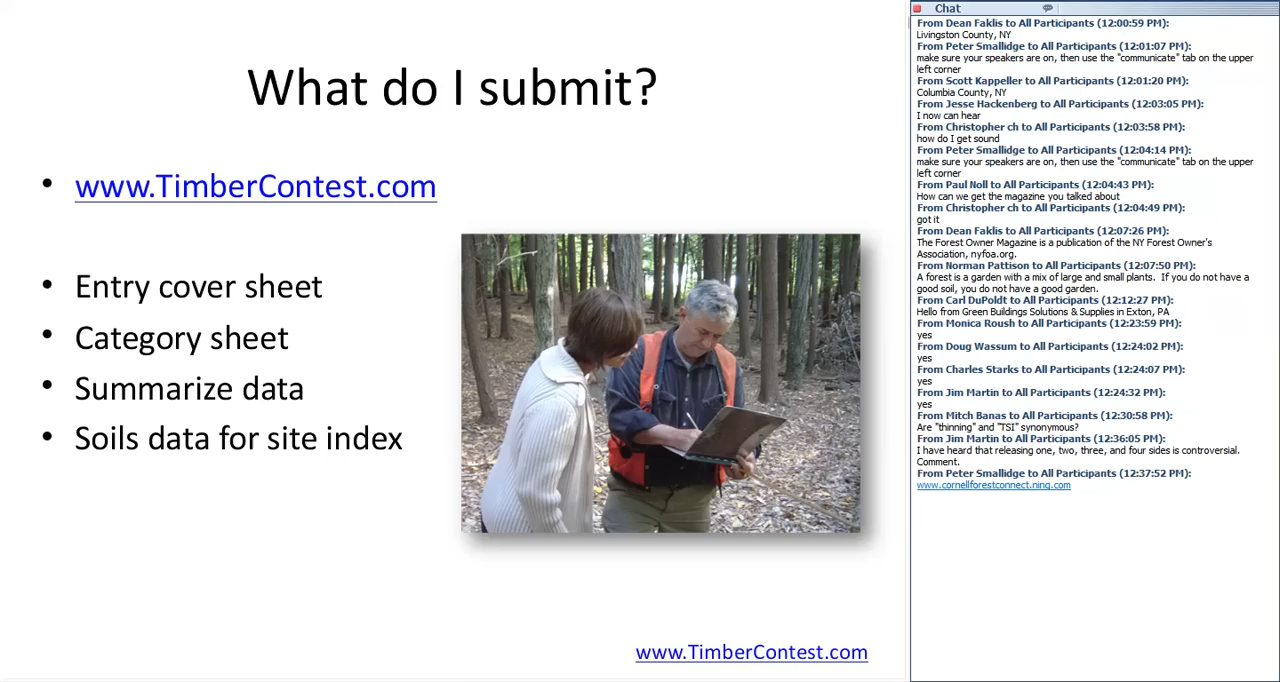 What do I submit?
• www.TimberContest.com
• Entry cover sheet
• Category sheet
• Summarize data
• Soils data for site index
www.TimberContest.com
Chat
From Dean Faklis to All Participants (12:00:59 PM):
Livingston County, NY
From Peter Smallidge to All Participants (12:01:07 PM):
make sure your speakers are on, then use the "communicate" tab on the upper
left corner
From Scott Kappeller to All Participants (12:01:20 PM):
Columbia County, NY
From Jesse Hackenberg to All Participants (12:03:05 PM):
I now can hear
From Christopher ch to All Participants (12:03:58 PM):
how do I get sound
From Peter Smallidge to All Participants (12:04:14 PM):
make sure your speakers are on, then use the "communicate" tab on the upper
left corner
From Paul Noll to All Participants (12:04:43 PM):
How can we get the magazine you talked about
From Christopher ch to All Participants (12:04:49 PM):
got it
From Dean Faklis to All Participants (12:07:26 PM):
The Forest Owner Magazine is a publication of the NY Forest Owner's
Association, nyfoa.org.
From Norman Pattison to All Participants (12:07:50 PM):
A forest is a garden with a mix of large and small plants. If you do not have a
good soil, you do not have a good garden.
From Carl DuPoldt to All Participants (12:12:27 PM):
Hello from Green Buildings Solutions & Supplies in Exton, PA
From Monica Roush to All Participants (12:23:59 PM):
yes
From Doug Wassum to All Participants (12:24:02 PM):
yes
From Charles Starks to All Participants (12:24:07 PM):
yes
From Jim Martin to All Participants (12:24:32 PM):
yes
From Mitch Banas to All Participants (12:30:58 PM):
Are "thinning" and "TSI" synonymous?
From Jim Martin to All Participants (12:36:05 PM):
I have heard that releasing one, two, three, and four sides is controversial.
Comment.
From Peter Smallidge to All Participants (12:37:52 PM):
www.cornellforestconnect.ning.com